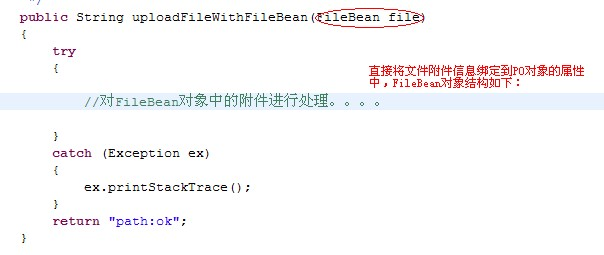 */
public String uploadFileWithFileBean(FileBean file)
{
try
{
直接将文件附件信息绑定到PO对象的属性
中，FileBean对象结构如下：
//对FileBean对象中的附件进行处理。。。。
}
catch (Exception ex)
{
ex.printStackTrace();
}
return "path:ok";
}